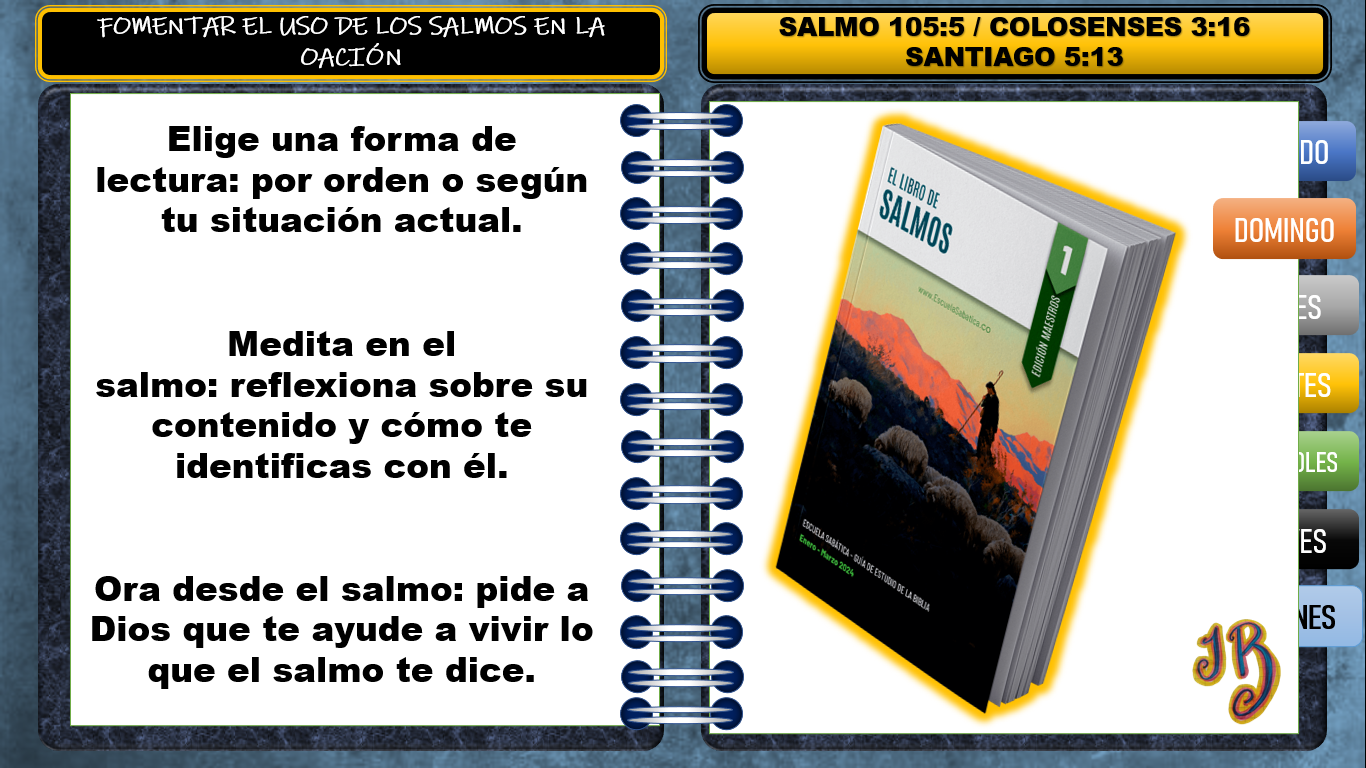 FOMENTAR EL USO DE LOS SALMOS EN LA
OACIÓN
SALMO 105:5 / COLOSENSES 3:16
SANTIAGO 5:13
Elige una forma de
lectura: por orden o según
tu situación actual.
Medita en el
salmo: reflexiona sobre su
contenido y cómo te
identificas con él.
Ora desde el salmo: pide a
Dios que te ayude a vivir lo
que el salmo te dice.
EL LIBRO DE
SALMOS
1
EDICIÓN MAESTROS
www.EscuelaSabatica.co
ESCUELA SABÁTICA - GUÍA DE ESTUDIO DE LA BIBLIA
Enero - Marzo 2024
DO
DOMINGO
ES
TES
OLES
VES
NES
JB